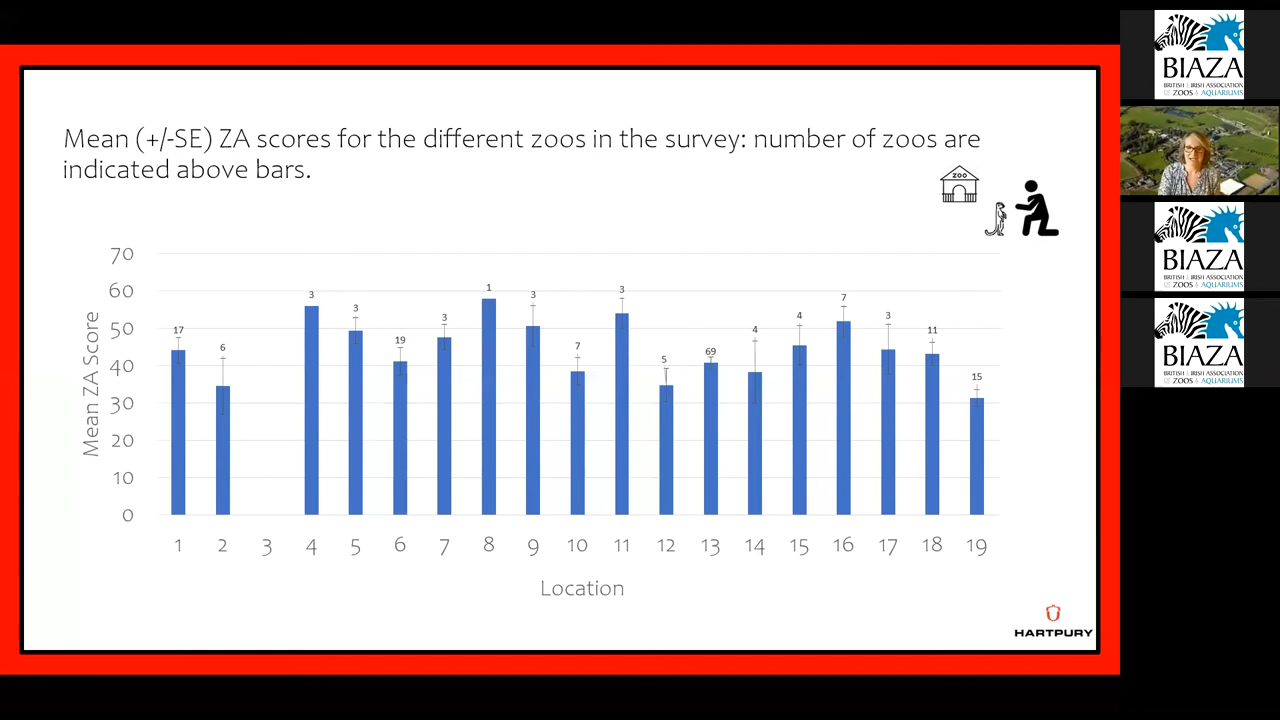 Mean (+/-SE) ZA scores for the different zoos in the survey: number of zoos are
indicated above bars.
ZOO
Mean ZA Score
70
60
50
40
30
20
10
0
17
6
3
3
19
3
1
3
7
3
5
69
4
4
7
3
11
15
1 2 3 4 5 6 7 8 9 10 11 12 13 14 15 16 17 18 19
Location
HARTPURY
BIAZA
BRITISH & IRISH ASSOCIATION
OF ZOOS & AQUARIUMS
BIAZA
BRITISH & IRISH ASSOCIATION
OF ZOOS & AQUARIUMS
BIAZA
BRITISH & IRISH ASSOCIATION
OF ZOOS & AQUARIUMS